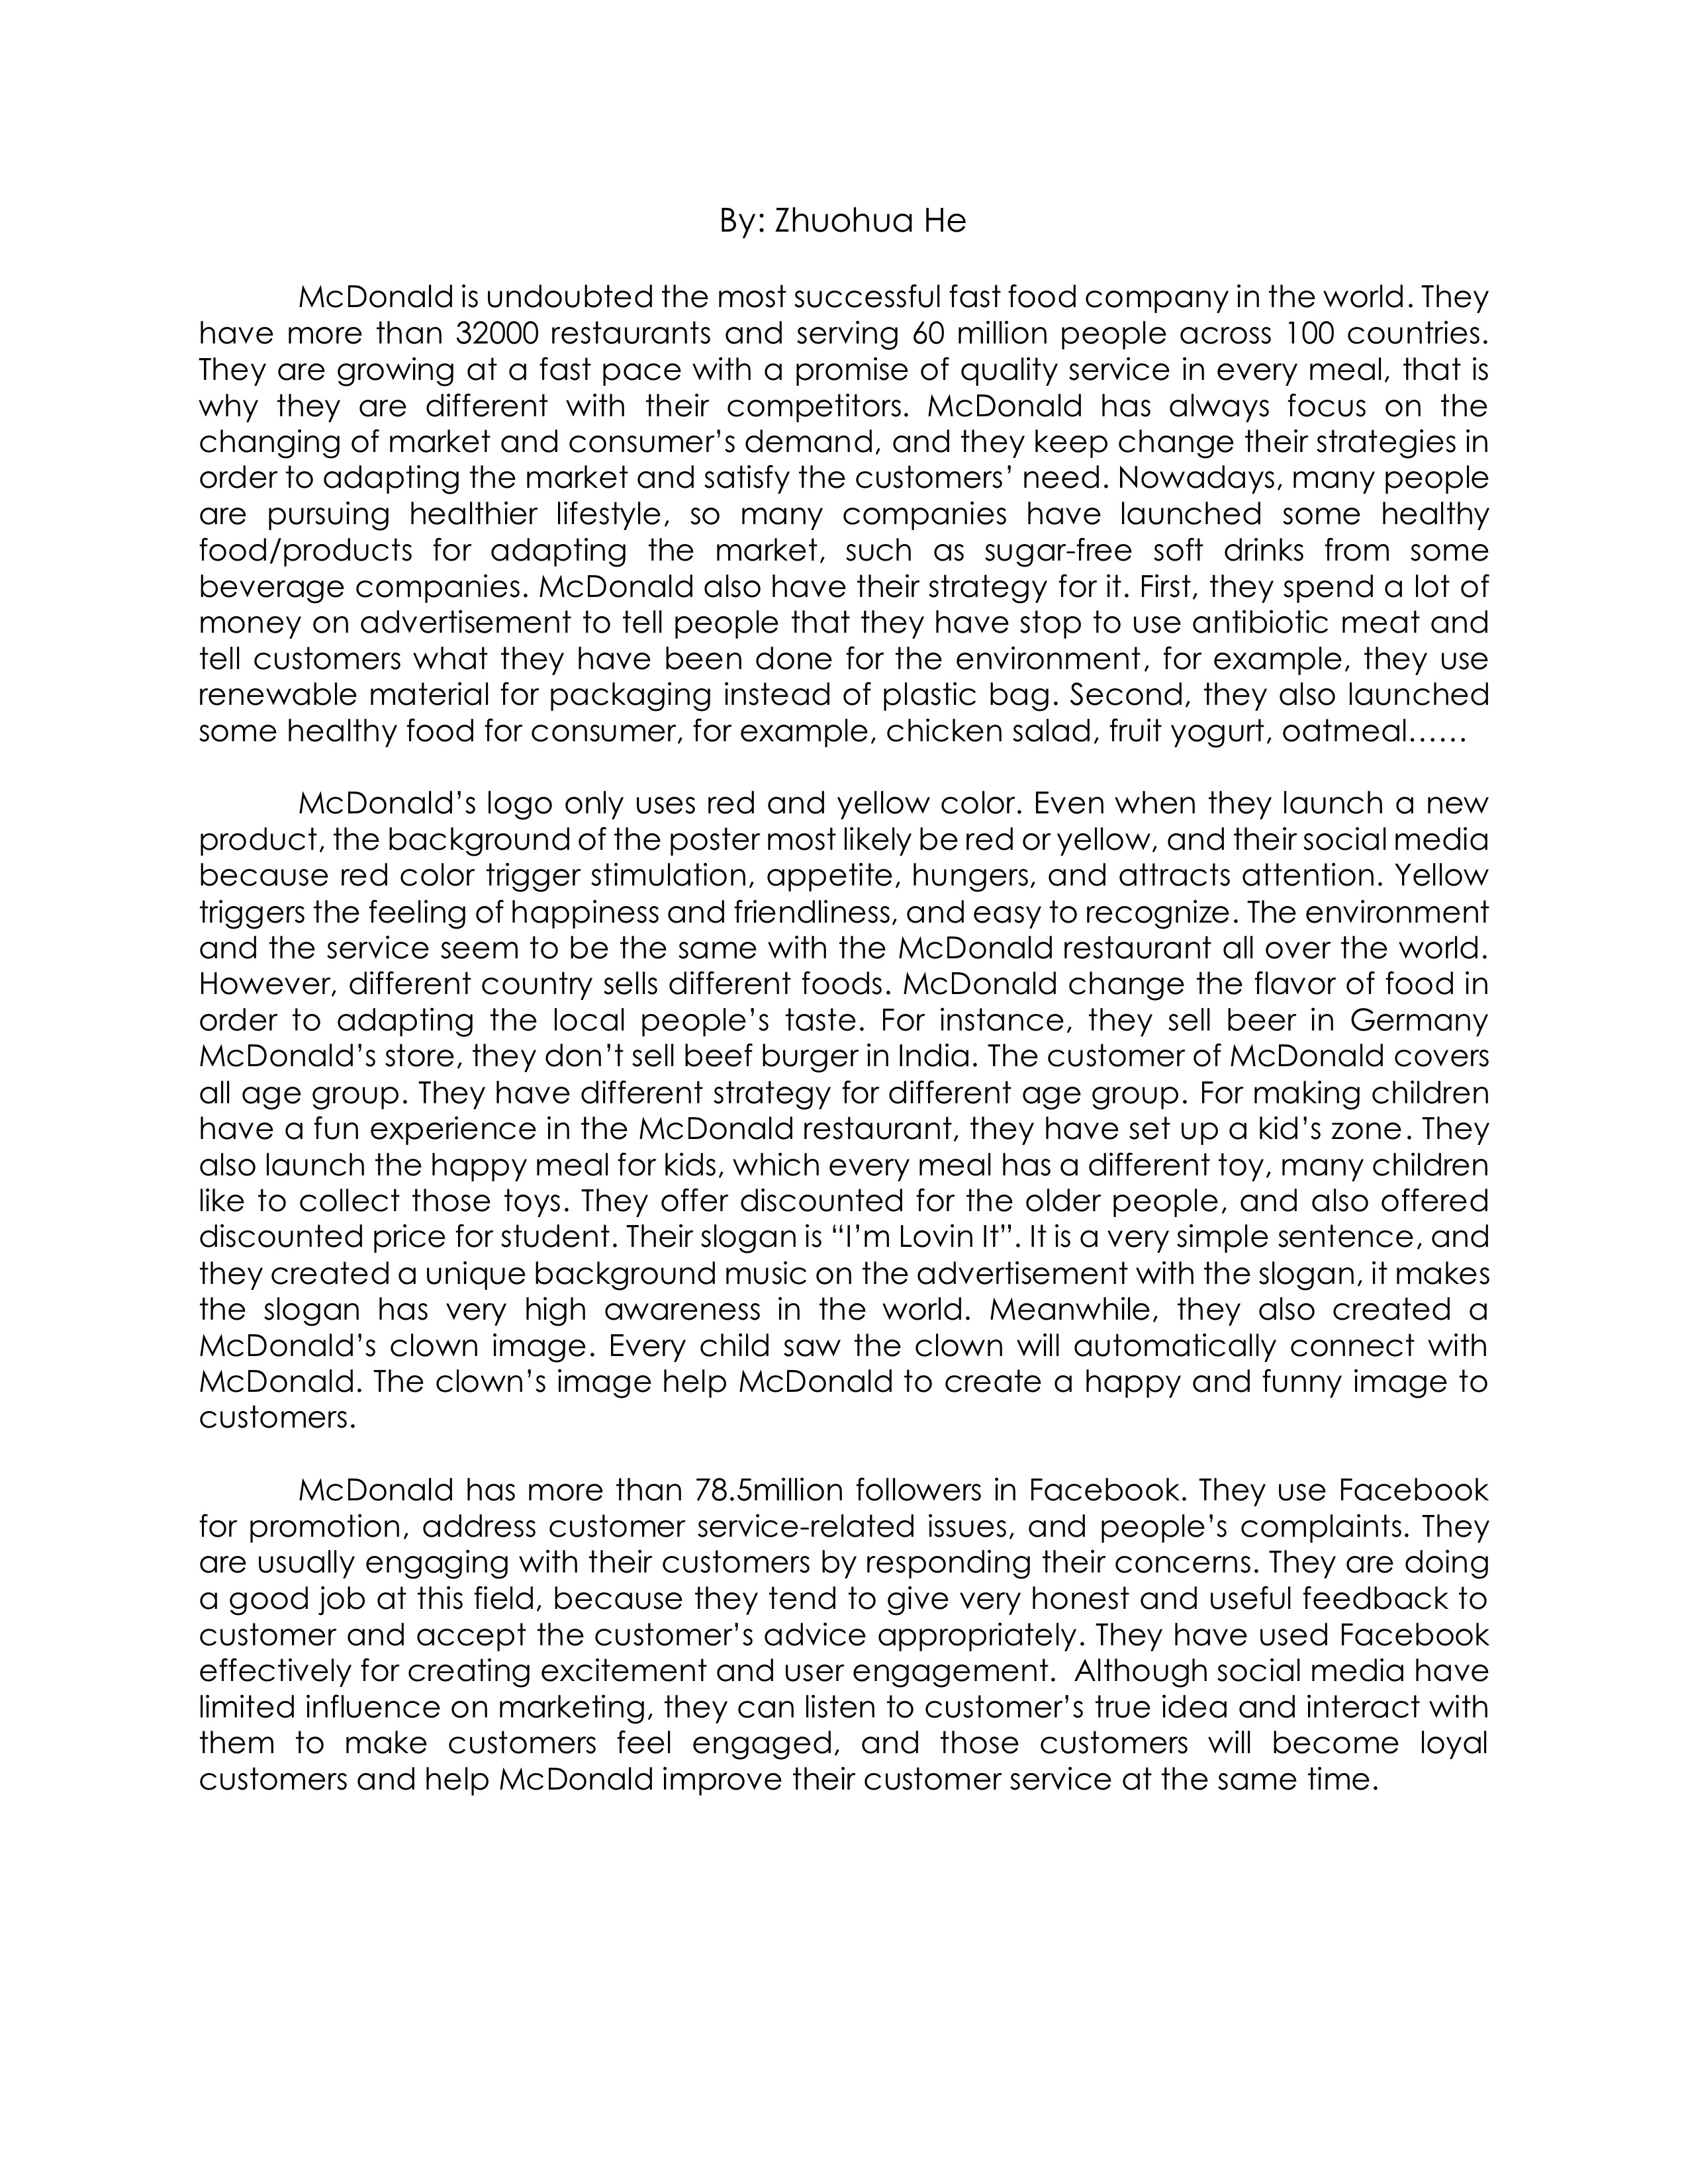 By: Zhuohua He
McDonald is undoubted the most successful fast food company in the world. They
have more than 32000 restaurants and serving 60 million people across 100 countries.
They are growing at a fast pace with a promise of quality service in every meal, that is
why they are different with their competitors. McDonald has always focus on the
changing of market and consumer’s demand, and they keep change their strategies in
order to adapting the market and satisfy the customers’ need. Nowadays, many people
are pursuing healthier lifestyle, so many companies have launched some healthy
food/products for adapting the market, such as sugar-free soft drinks from some
beverage companies. McDonald also have their strategy for it. First, they spend a lot of
money on advertisement to tell people that they have stop to use antibiotic meat and
tell customers what they have been done for the environment, for example, they use
renewable material for packaging instead of plastic bag. Second, they also launched
some healthy food for consumer, for example, chicken salad, fruit yogurt, oatmeal……
McDonald’s logo only uses red and yellow color. Even when they launch a new
product, the background of the poster most likely be red or yellow, and their social media
because red color trigger stimulation, appetite, hungers, and attracts attention. Yellow
triggers the feeling of happiness and friendliness, and easy to recognize. The environment
and the service seem to be the same with the McDonald restaurant all over the world.
However, different country sells different foods. McDonald change the flavor of food in
order to adapting the local people’s taste. For instance, they sell beer in Germany
McDonald’s store, they don’t sell beef burger in India. The customer of McDonald covers
all age group. They have different strategy for different age group. For making children
have a fun experience in the McDonald restaurant, they have set up a kid’s zone. They
also launch the happy meal for kids, which every meal has a different toy, many children
like to collect those toys. They offer discounted for the older people, and also offered
discounted price for student. Their slogan is “I’m Lovin It”. It is a very simple sentence, and
they created a unique background music on the advertisement with the slogan, it makes
the slogan has very high awareness in the world. Meanwhile, they also created a
McDonald’s clown image. Every child saw the clown will automatically connect with
McDonald. The clown’s image help McDonald to create a happy and funny image to
customers.
McDonald has more than 78.5million followers in Facebook. They use Facebook
for promotion, address customer service-related issues, and people’s complaints. They
are usually engaging with their customers by responding their concerns. They are doing
a good job at this field, because they tend to give very honest and useful feedback to
customer and accept the customer’s advice appropriately. They have used Facebook
effectively for creating excitement and user engagement.  Although social media have
limited influence on marketing, they can listen to customer’s true idea and interact with
them to make customers feel engaged, and those customers will become loyal
customers and help McDonald improve their customer service at the same time.